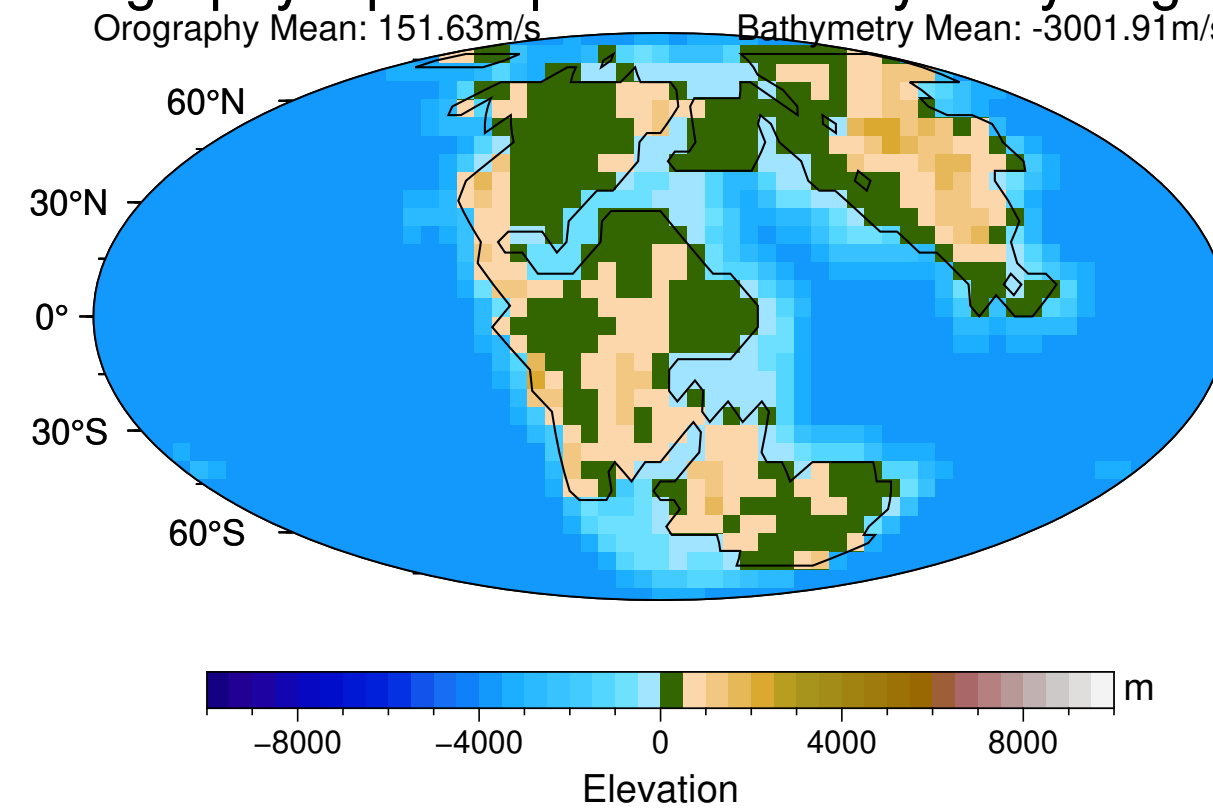 Orography Mean: 151.63m/s Bathymetry Mean: -3001.91m/s
60°N
30°N
0°
30°S
60°S
m
−8000 −4000 0 4000 8000
Elevation